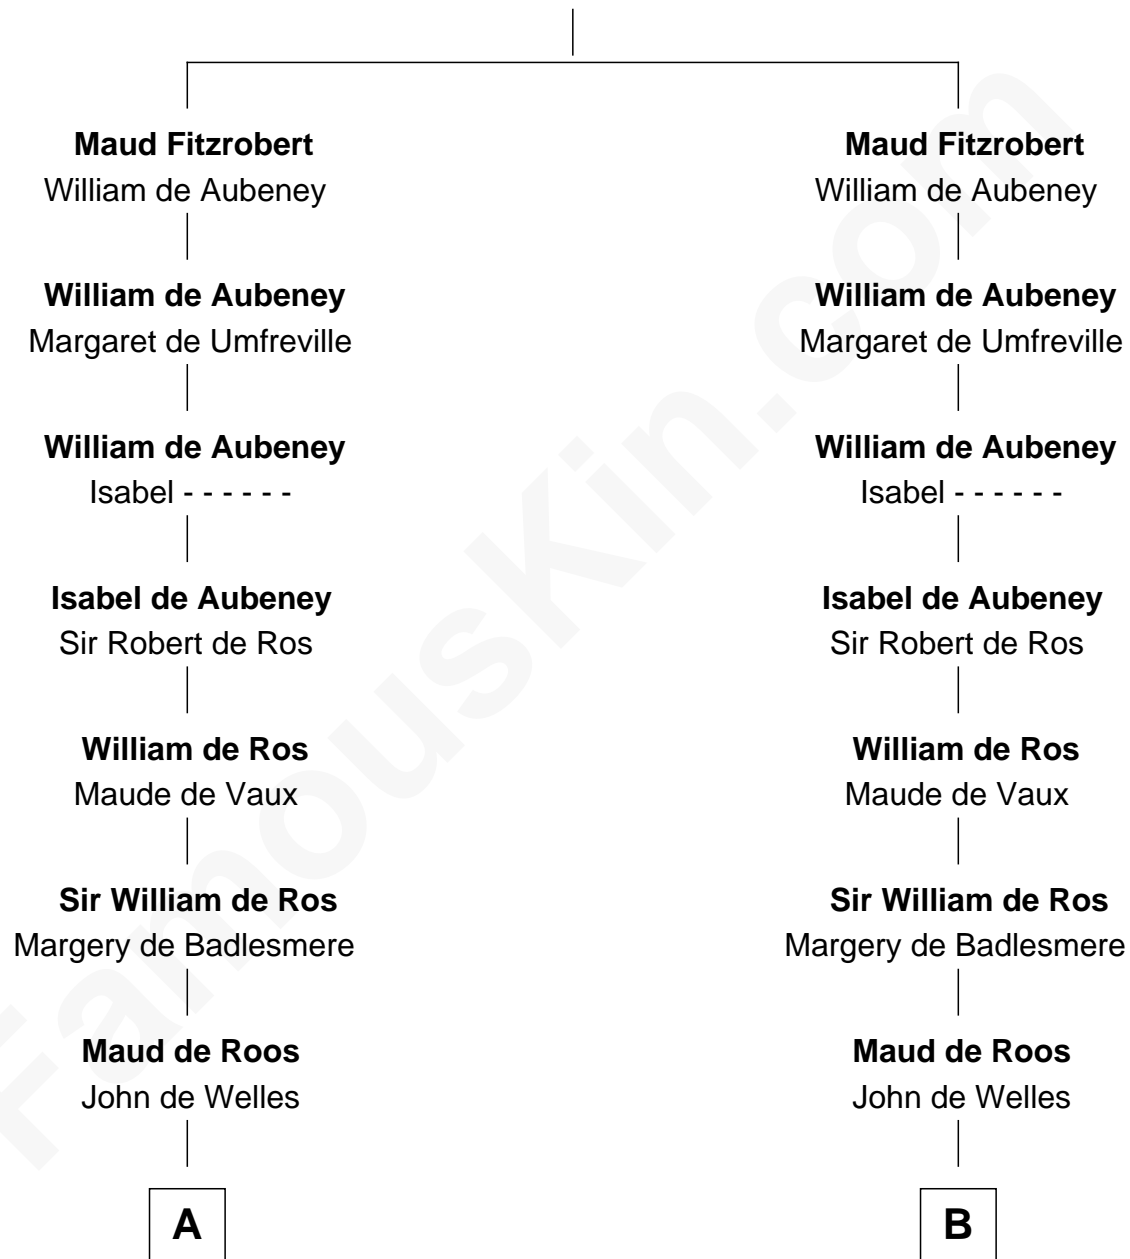 Maud Fitzrobert
William de Aubeney
William de Aubeney
Margaret de Umfreville
William de Aubeney
Isabel - - - - - -
Isabel de Aubeney
Sir Robert de Ros
William de Ros
Maude de Vaux
Sir William de Ros
Margery de Badlesmere
Maud de Roos
John de Welles
A
Maud Fitzrobert
William de Aubeney
William de Aubeney
Margaret de Umfreville
William de Aubeney
Isabel - - - - - -
Isabel de Aubeney
Sir Robert de Ros
William de Ros
Maude de Vaux
Sir William de Ros
Margery de Badlesmere
Maud de Roos
John de Welles
B
FamousKin.com